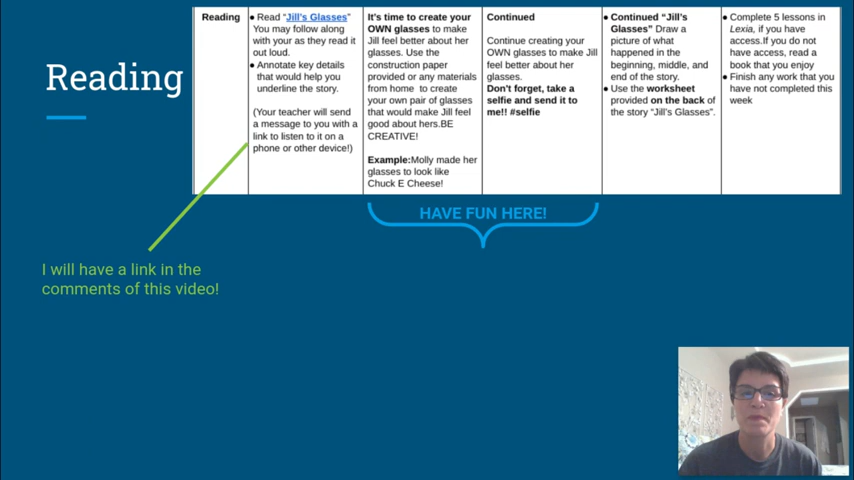 Reading
Reading
● Read “Jill’s Glasses”
You may follow along
with your as they read it
out loud.
● Annotate key details
that would help you
underline the story.
(Your teacher will send
a message to you with a
link to listen to it on a
phone or other device!)
It’s time to create your
OWN glasses to make
Jill feel better about her
glasses. Use the
construction paper
provided or any materials
from home to create
your own pair of glasses
that would make Jill feel
good about hers.BE
CREATIVE!
Example:Molly made her
glasses to look like
Chuck E Cheese!
Continued
Continue creating your
OWN glasses to make Jill
feel better about her
glasses.
Don’t forget, take a
selfie and send it to
me!! #selfie
● Continued “Jill’s
Glasses” Draw a
picture of what
happened in the
beginning, middle, and
end of the story.
● Use the worksheet
provided on the back of
the story “Jill’s Glasses”.
● Complete 5 lessons in
Lexia, if you have
access.If you do not
have access, read a
book that you enjoy
● Finish any work that you
have not completed this
week
HAVE FUN HERE!
I will have a link in the
comments of this video!